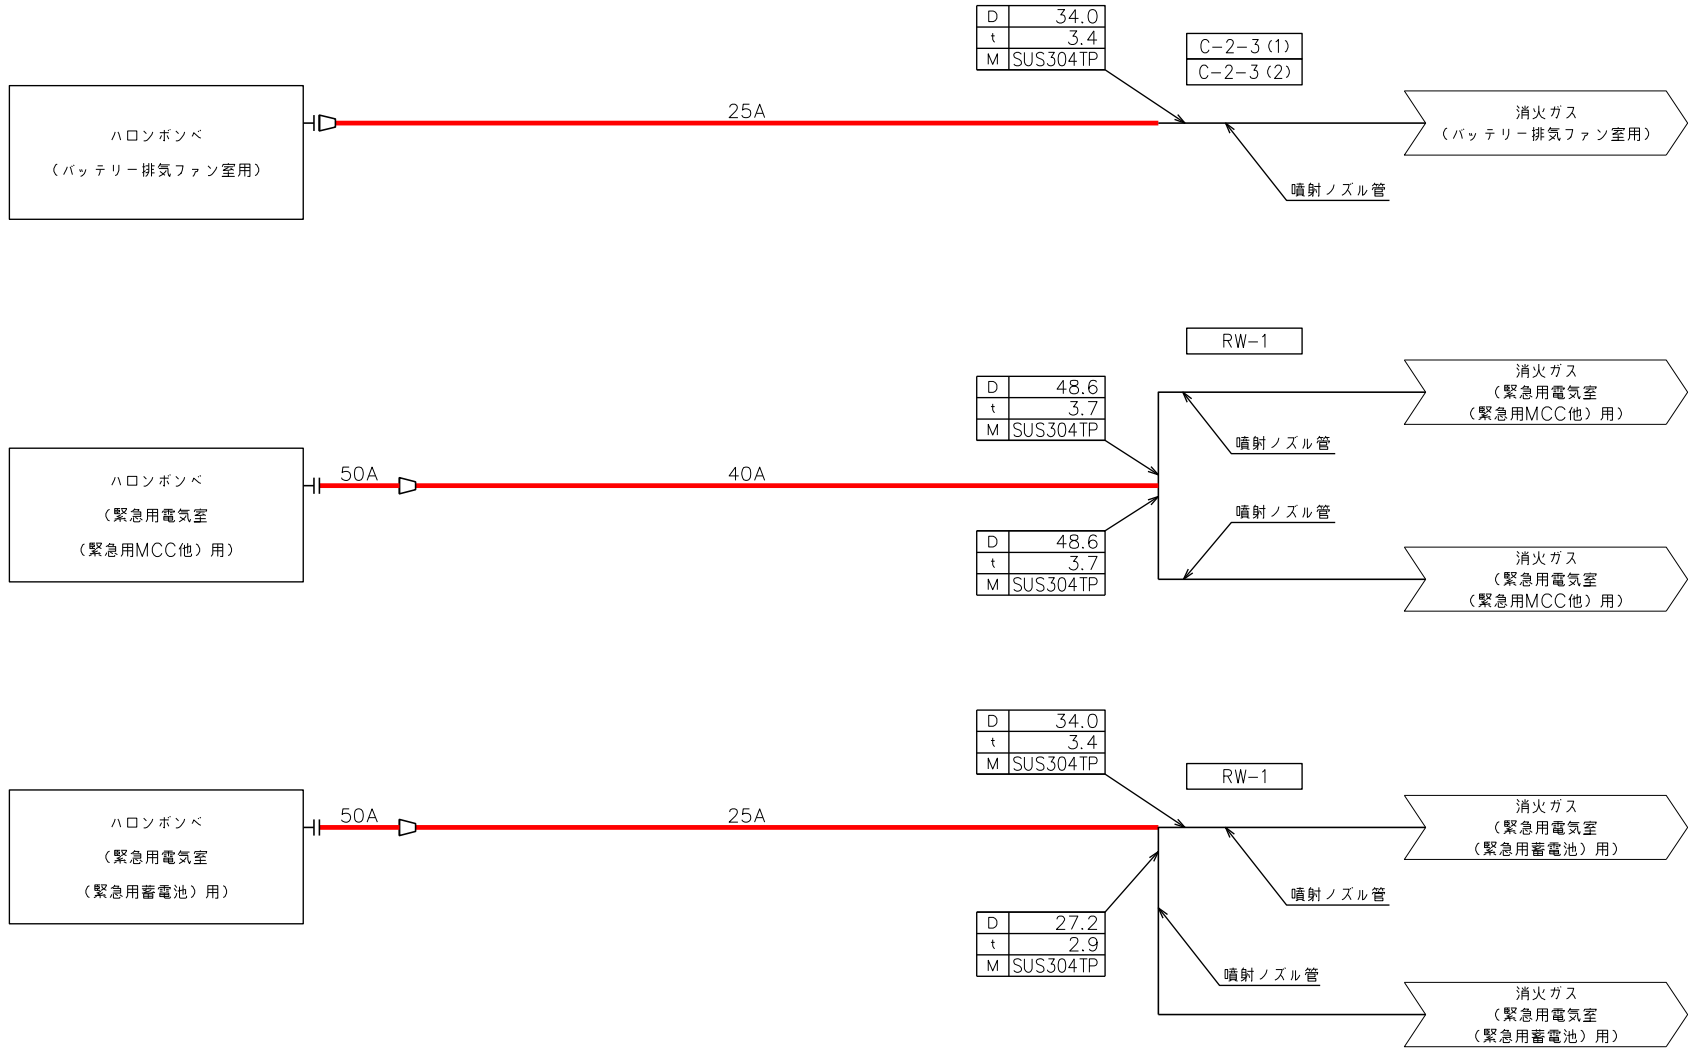 D 34.0
t 3.4
M SUS304TP
C-2-3(1)
C-2-3(2)
ハロンボンベ
(バッテリー排気ファン室用)
25A
消火ガス
(バッテリー排気ファン室用)
噴射ノズル管
RW-1
D 48.6
t 3.7
M SUS304TP
消火ガス
(緊急用電気室
(緊急用MCC他)用)
噴射ノズル管
ハロンボンベ
(緊急用電気室
(緊急用MCC他)用)
50A
40A
噴射ノズル管
D 48.6
t 3.7
M SUS304TP
消火ガス
(緊急用電気室
(緊急用MCC他)用)
D 34.0
t 3.4
M SUS304TP
RW-1
ハロンボンベ
(緊急用電気室
(緊急用蓄電池)用)
50A
25A
消火ガス
(緊急用電気室
(緊急用蓄電池)用)
噴射ノズル管
D 27.2
t 2.9
M SUS304TP
噴射ノズル管
消火ガス
(緊急用電気室
(緊急用蓄電池)用)